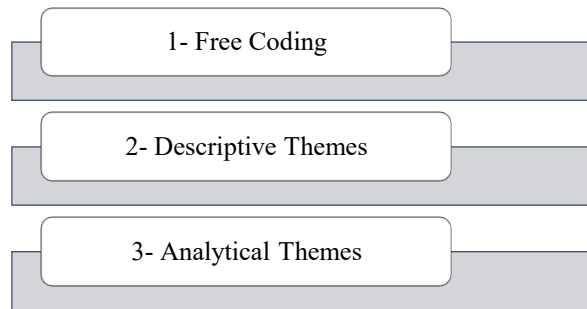 1- Free Coding
2- Descriptive Themes
3- Analytical Themes